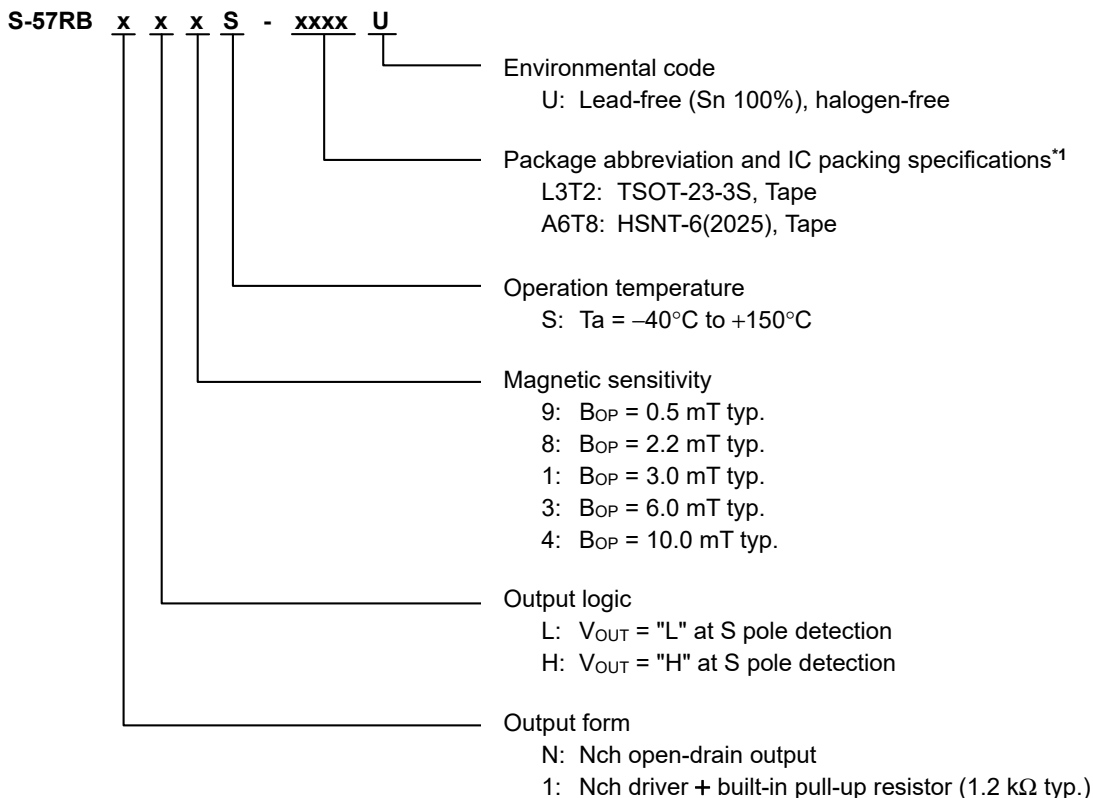 S-57RB x x x S - xxxx U
Environmental code
U: Lead-free (Sn 100%), halogen-free
Package abbreviation and IC packing specifications*1
L3T2: TSOT-23-3S, Tape
A6T8: HSNT-6(2025), Tape
Operation temperature
S: Ta = −40°C to +150°C
Magnetic sensitivity
9: BOP = 0.5 mT typ.
8: BOP = 2.2 mT typ.
1: BOP = 3.0 mT typ.
3: BOP = 6.0 mT typ.
4: BOP = 10.0 mT typ.
Output logic
L: VOUT = "L" at S pole detection
H: VOUT = "H" at S pole detection
Output form
N: Nch open-drain output
1: Nch driver + built-in pull-up resistor (1.2 kΩ typ.)